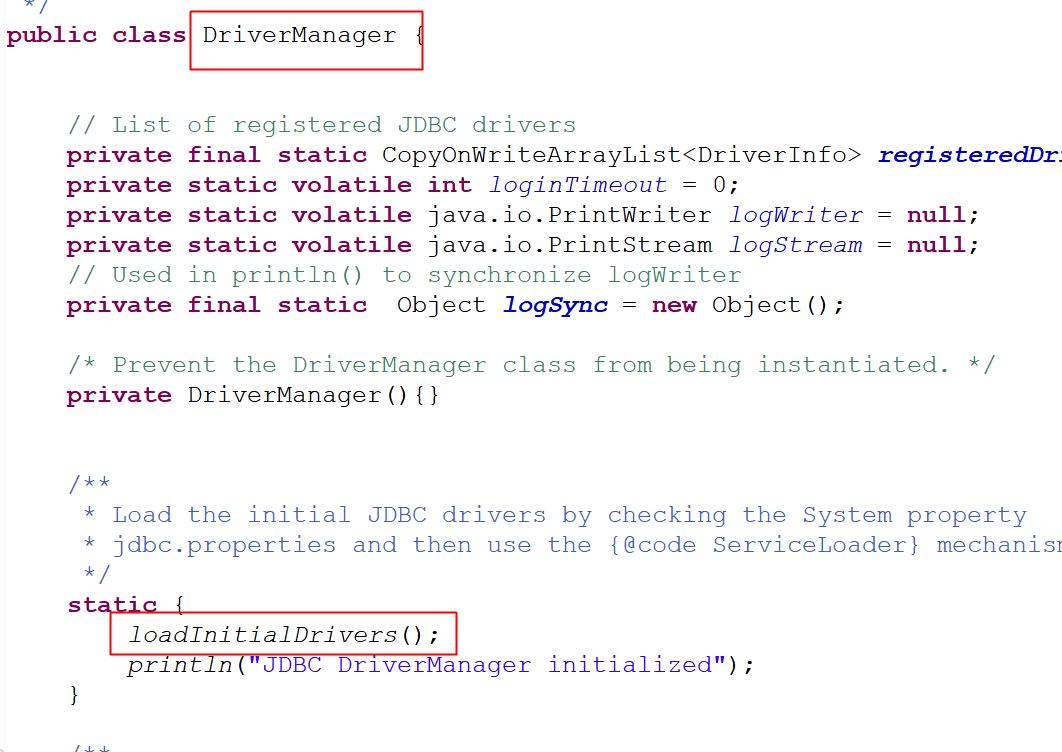 */
public class DriverManager {
// List of registered JDBC drivers
private final static CopyOnWriteArrayList<DriverInfo>
private static volatile int loginTimeout = 0;
private static volatile java.io.PrintWriter logWriter = null;
private static volatile java.io.PrintStream logStream = null;
// Used in println() to synchronize logWriter
private final static  Object logSync = new Object();
/* Prevent the DriverManager class from being instantiated. */
private DriverManager(){}
/**
* Load the initial JDBC drivers by checking the System property
* jdbc.properties and then use the {@code ServiceLoader}
*/
static {
loadInitialDrivers();
println("JDBC DriverManager initialized");
}
/**